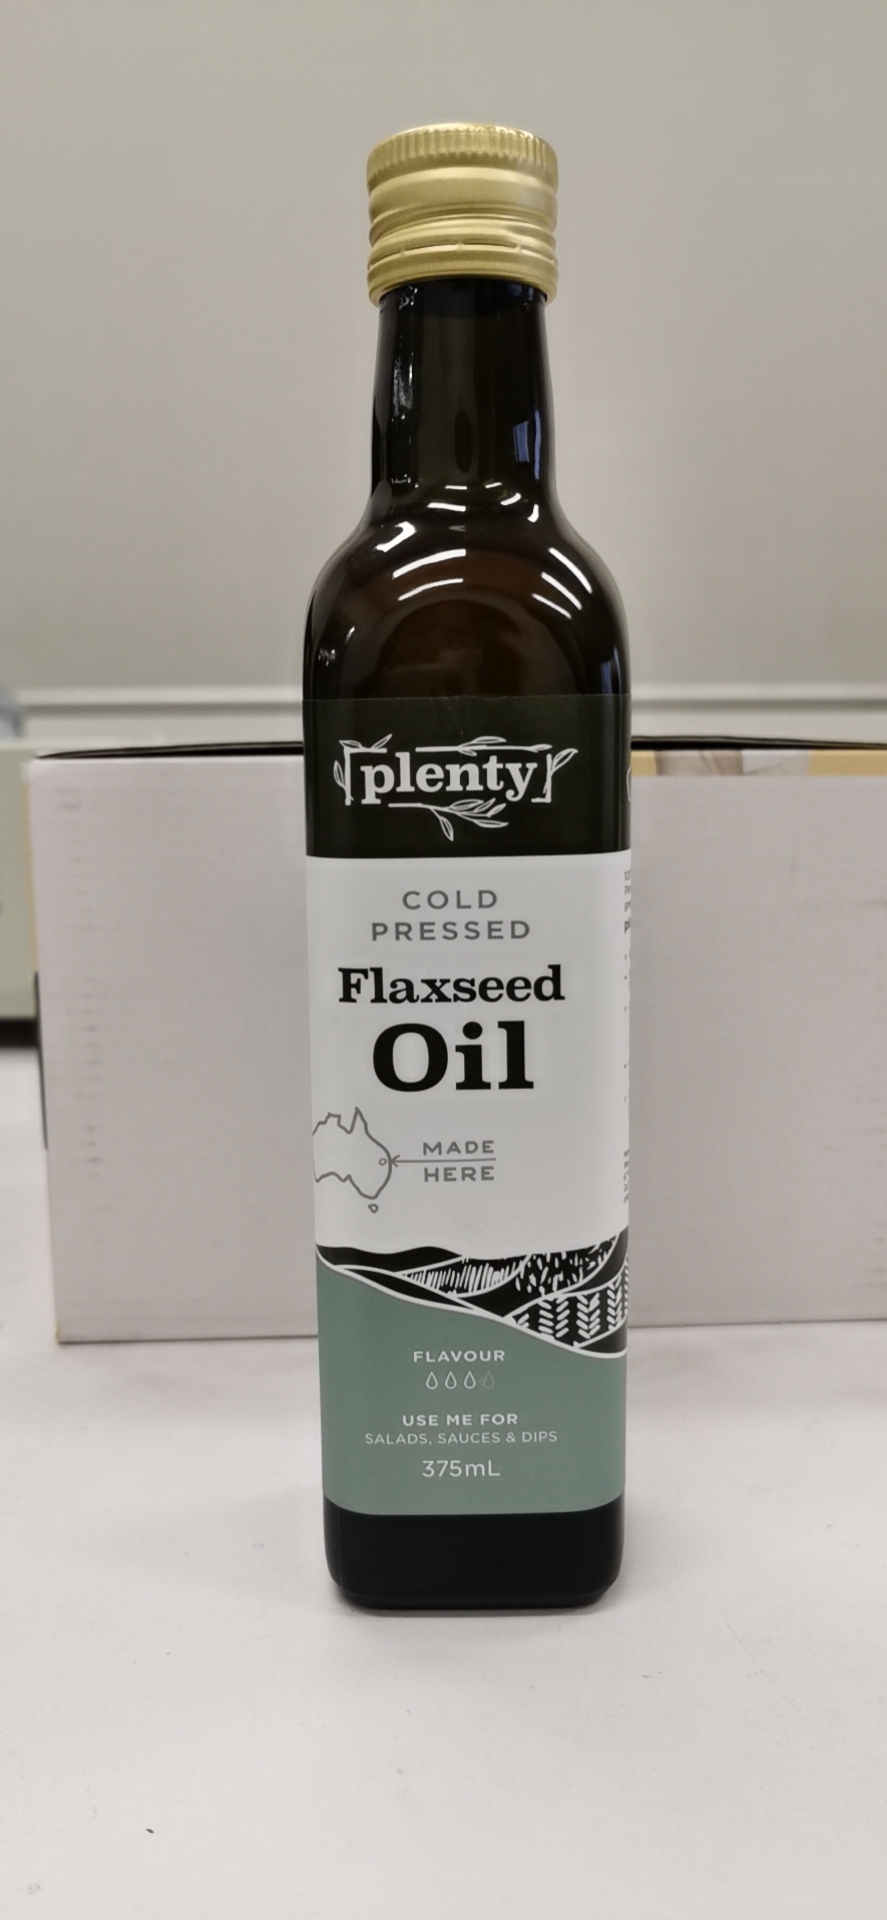 plenty
COLD
PRESSED
Flaxseed
Oil
MADE
HERE
FLAVOUR
USE ME FOR
SALADS, SAUCES & DIPS
375mL